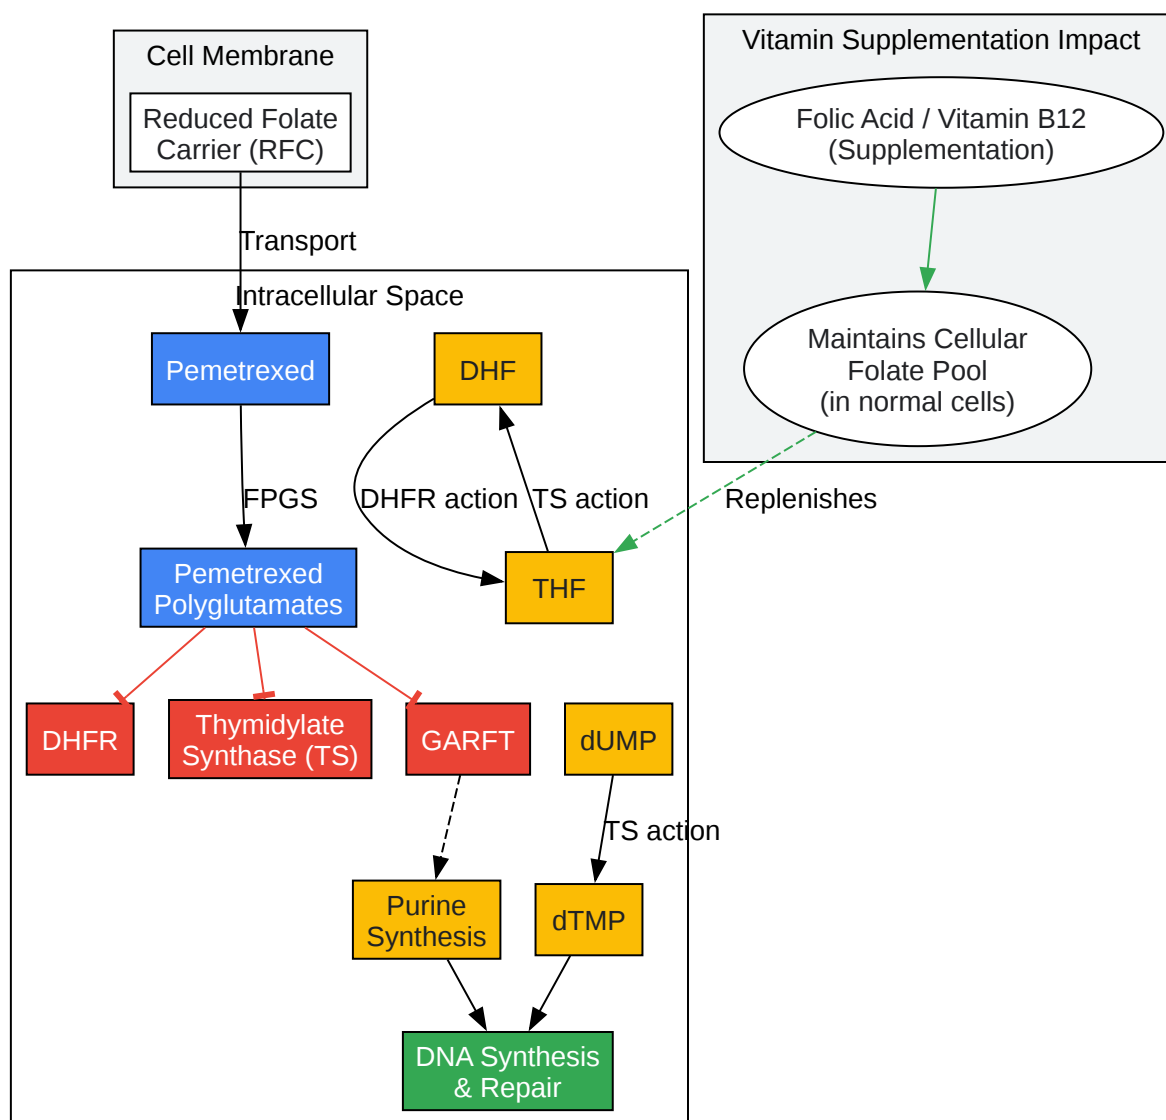 Cell Membrane
Reduced Folate
Carrier (RFC)
Transport
Vitamin Supplementation Impact
Folic Acid / Vitamin B12
(Supplementation)
Maintains Cellular
Folate Pool
(in normal cells)
Replenishes
Intracellular Space
Pemetrexed
DHF
FPGS
DHFR action
TS action
Pemetrexed
Polyglutamates
THF
DHFR
Thymidylate
Synthase (TS)
GARFT
dUMP
TS action
Purine
Synthesis
dTMP
DNA Synthesis
& Repair